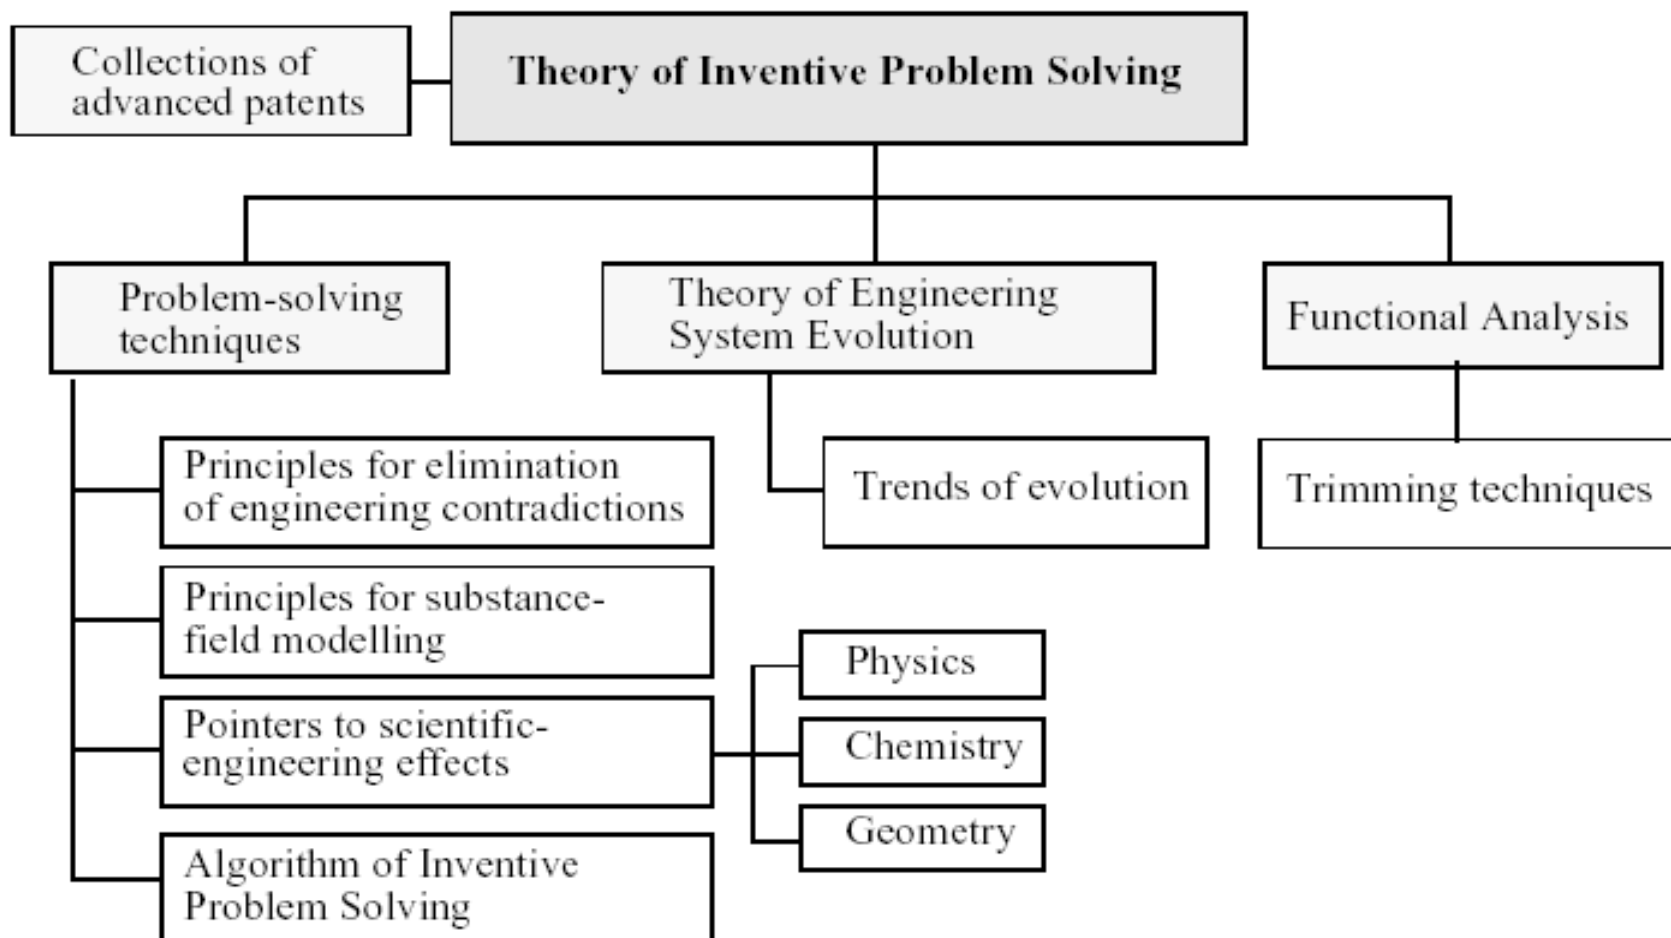 Collections of
advanced patents
Theory of Inventive Problem Solving
Problem-solving
techniques
Theory of Engineering
System Evolution
Functional Analysis
Principles for elimination
of engineering contradictions
Trends of evolution
Trimming techniques
Principles for substance-
field modelling
Pointers to scientific-
engineering effects
Physics
Chemistry
Geometry
Algorithm of Inventive
Problem Solving